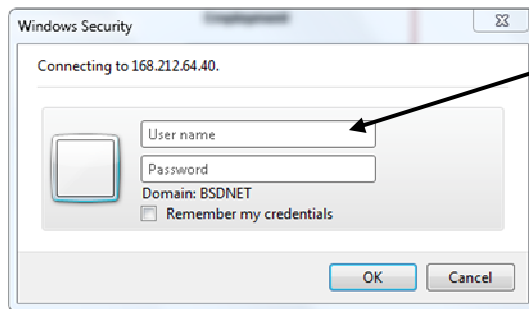 Windows Security
Connecting to 168.212.64.40.
User name
Password
Domain: BSDNET
Remember my credentials
OK
Cancel